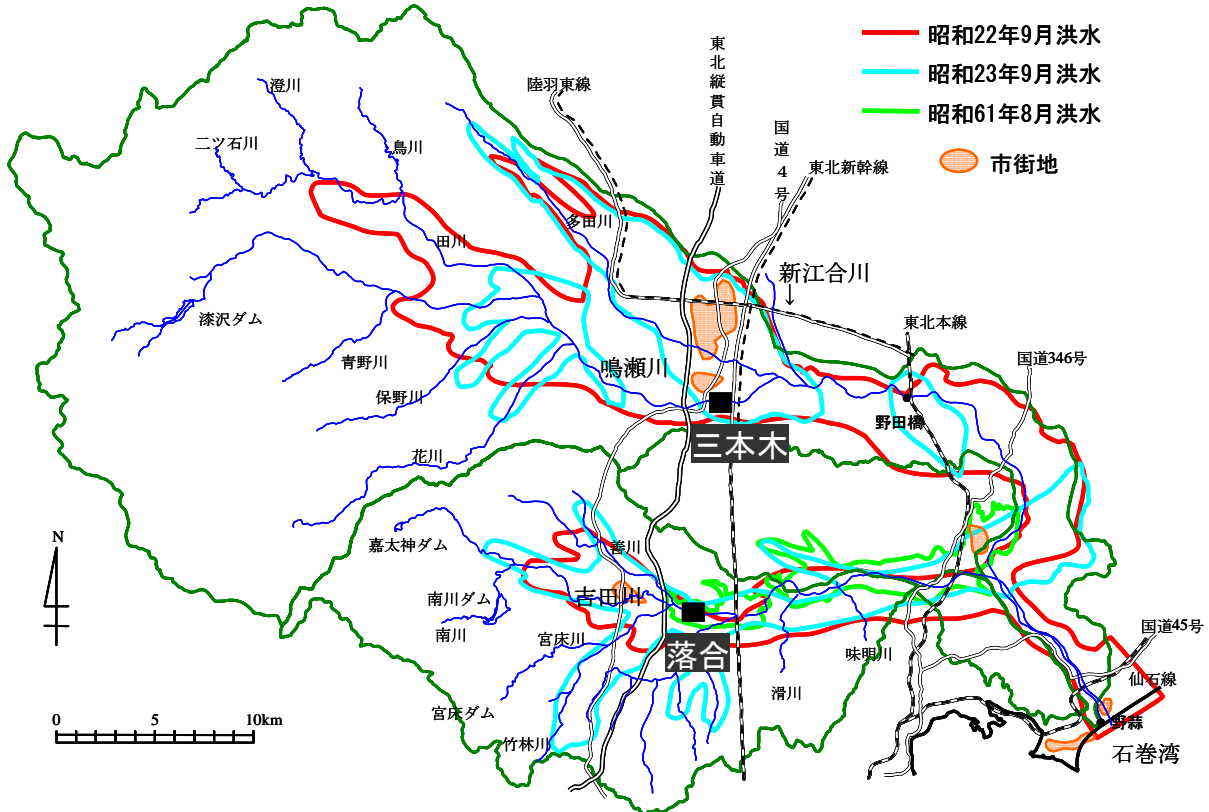 昭和22年9月洪水
昭和23年9月洪水
昭和61年8月洪水
市街地
東北縦貫自動車道
国道4号
陸羽東線
東北新幹線
澄川
二ツ石川
鳥川
多田川
田川
新江合川
漆沢ダム
東北本線
国道346号
青野川
鳴瀬川
保野川
野田橋
三本木
花川
N
嘉太神ダム
善川
南川ダム
吉田川
南川
宮床川
落合
味明川
国道45号
滑川
仙石線
宮床ダム
野蒜
竹林川
石巻湾
0 5 10km